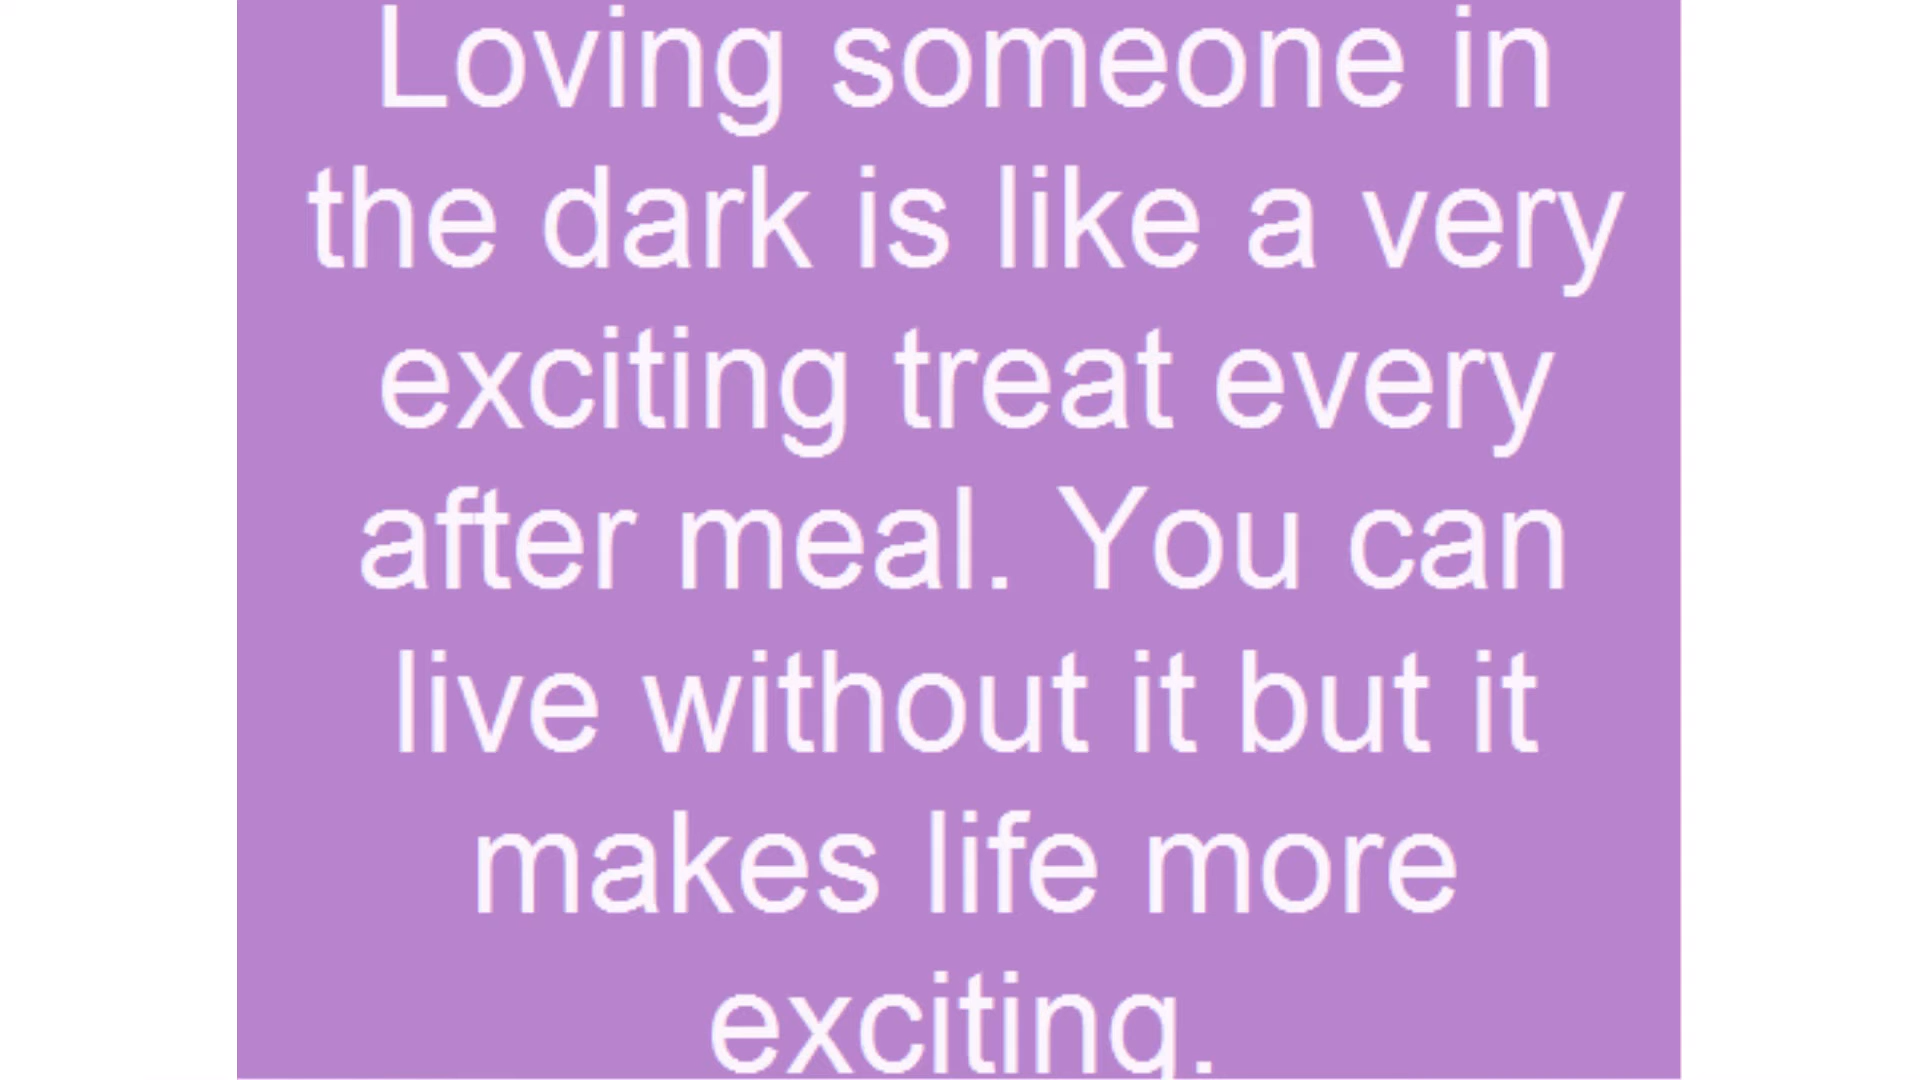 Loving someone in
the dark is like a very
exciting treat every
after meal. You can
live without it but it
makes life more
exciting.